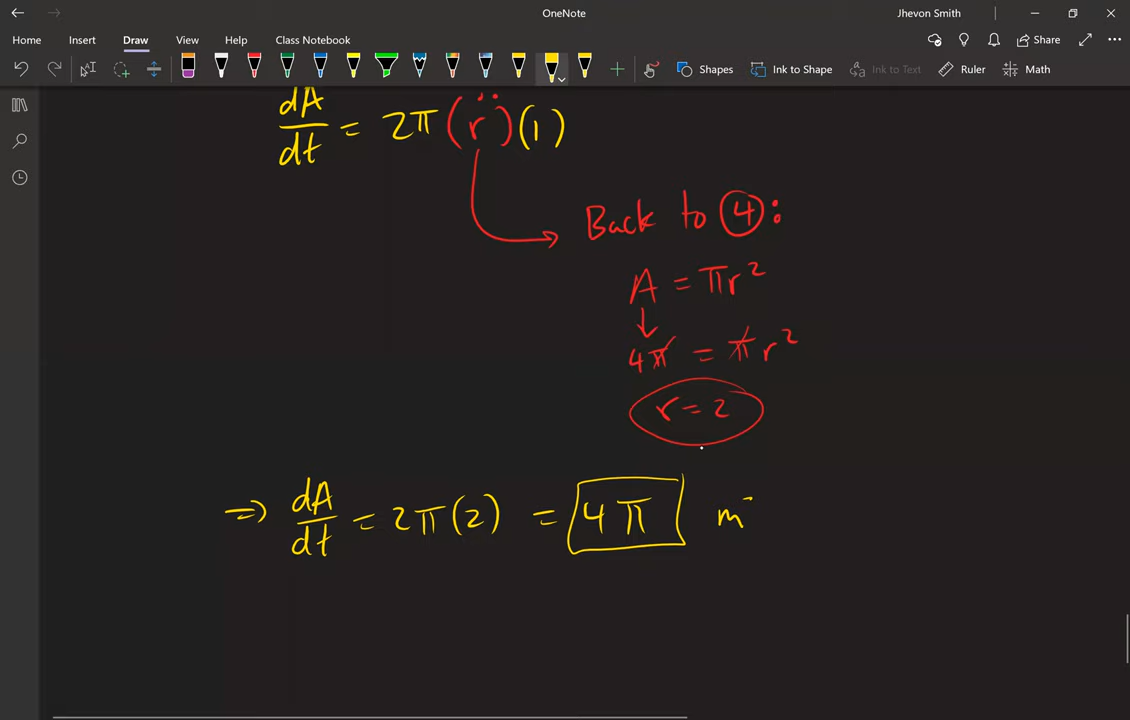 OneNote
Jhevon Smith
Home Insert Draw View Help Class Notebook
Share
Shapes Ink to Shape Ink to Text Ruler Math
dA/dt = 2π(r)(1)
Back to ④:
A = πr²
4π = πr²
r = 2
⇒ dA/dt = 2π(2) = 4π m